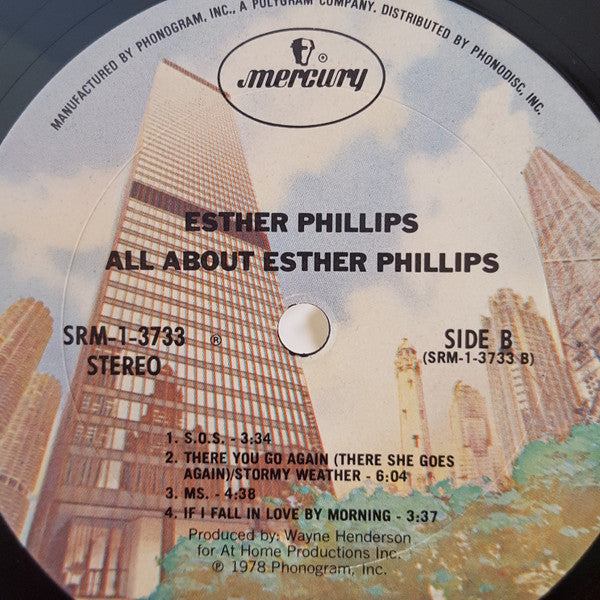 MANUFACTURED BY PHONOGRAM, INC., A POLYGRAM COMPANY. DISTRIBUTED BY PHONODISC, INC.
mercury ®
ESTHER PHILLIPS
ALL ABOUT ESTHER PHILLIPS
SRM-1-3733 ®
STEREO
SIDE B
(SRM-1-3733 B)
1. S.O.S. - 3:34
2. THERE YOU GO AGAIN (THERE SHE GOES
AGAIN)/STORMY WEATHER - 6:04
3. MS. - 4:38
4. IF I FALL IN LOVE BY MORNING - 3:37
Produced by: Wayne Henderson
for At Home Productions Inc.
℗ 1978 Phonogram, Inc.